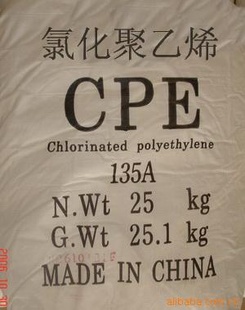 氯化聚乙烯
CPE
Chlorinated polyethylene
135A
N.Wt 25 kg
G.Wt 25.1 kg
MADE IN CHINA